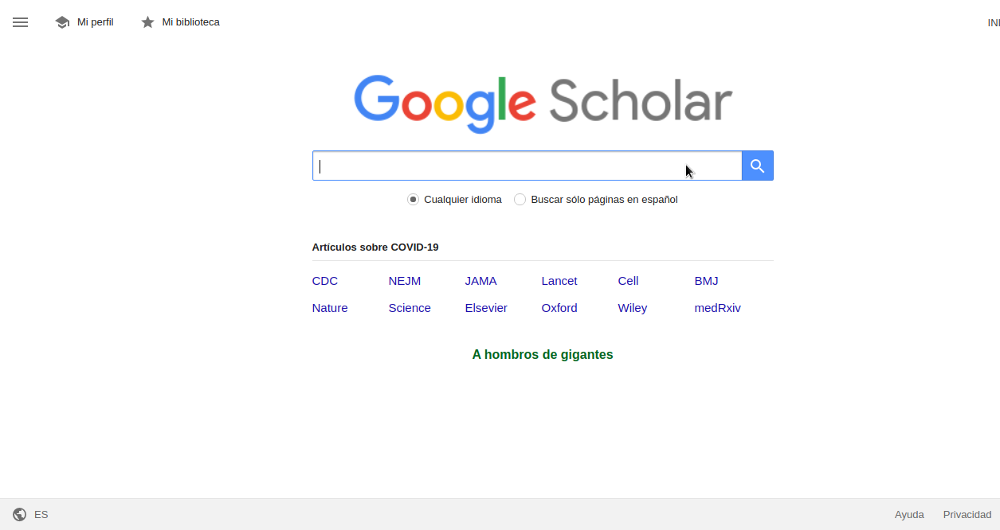 Mi perfil Mi biblioteca INI
Google Scholar
Cualquier idioma Buscar sólo páginas en español
Artículos sobre COVID-19
CDC NEJM JAMA Lancet Cell BMJ
Nature Science Elsevier Oxford Wiley medRxiv
A hombros de gigantes
ES Ayuda Privacidad